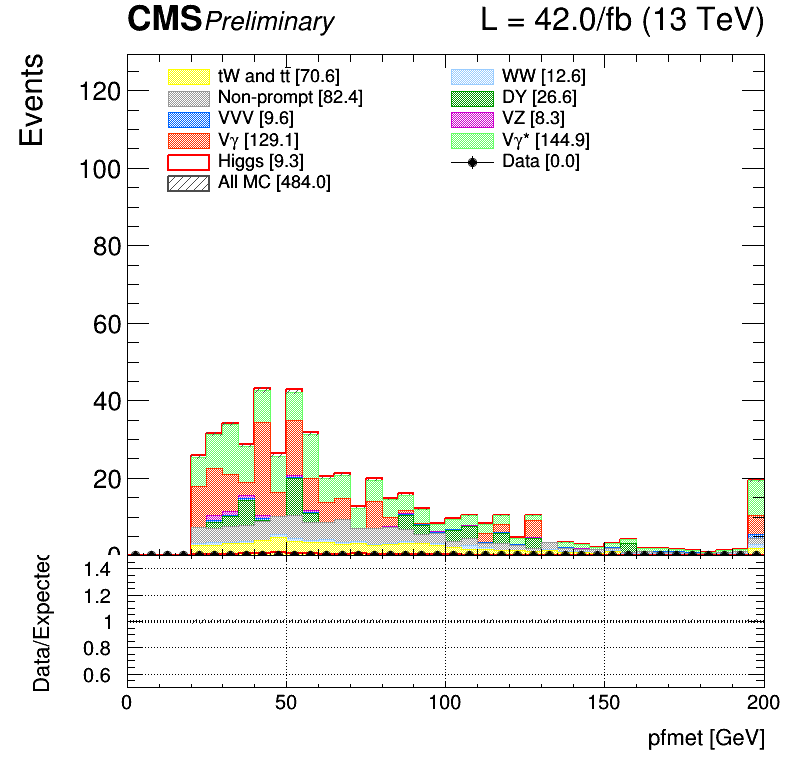 CMS Preliminary L = 42.0/fb (13 TeV)
Events
120
100
80
60
40
20
0
tW and tt̄ [70.6] WW [12.6]
Non-prompt [82.4] DY [26.6]
VVV [9.6] VZ [8.3]
Vγ [129.1] Vγ* [144.9]
Higgs [9.3] Data [0.0]
All MC [484.0]
Data/Expected
1.4
1.2
1
0.8
0.6
0 50 100 150 200
pfmet [GeV]